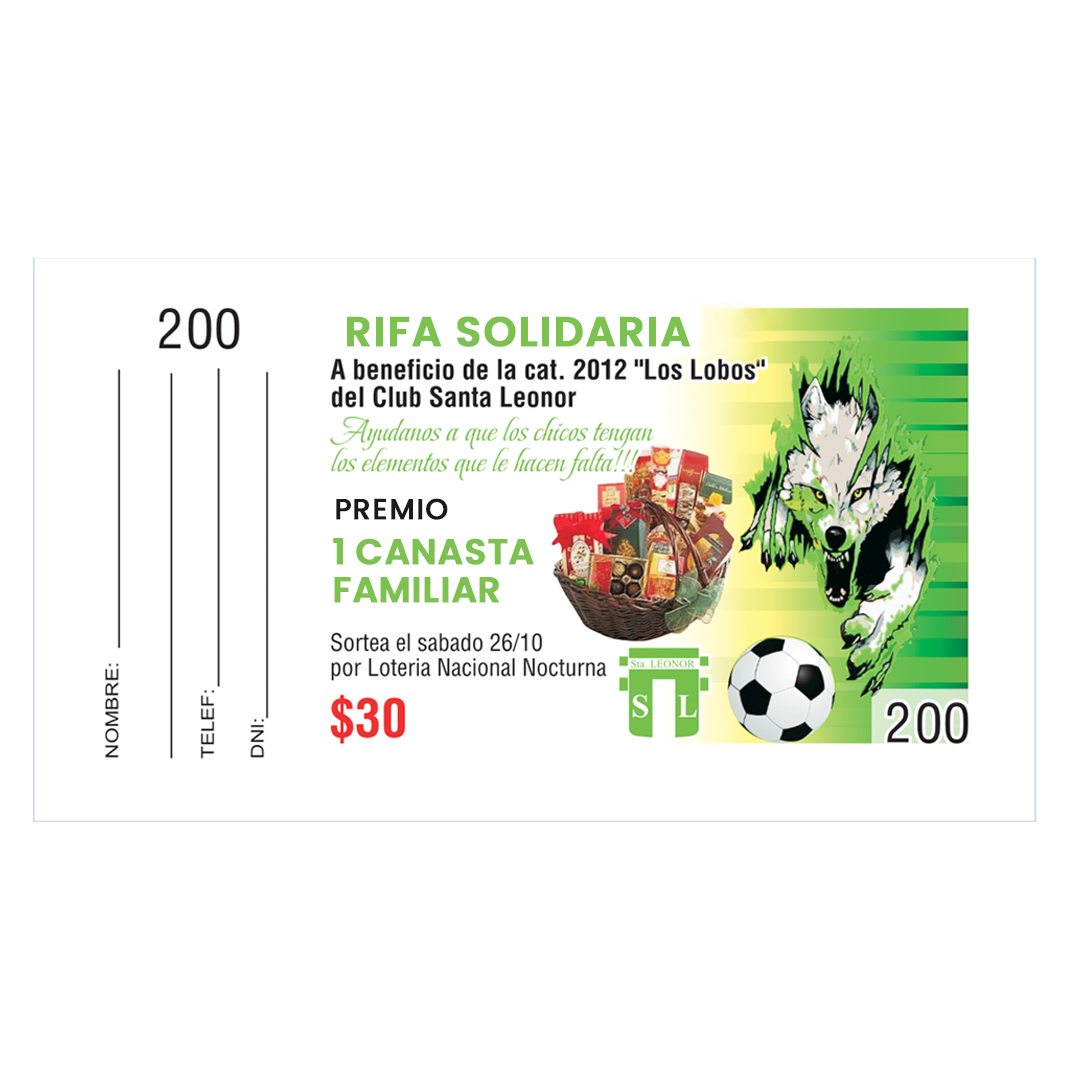 200
NOMBRE:
TELEF:
DNI:
RIFA SOLIDARIA
A beneficio de la cat. 2012 "Los Lobos“
del Club Santa Leonor
Ayudanos a que los chicos tengan
los elementos que le hacen falta!!!
PREMIO
1 CANASTA
FAMILIAR
Sortea el sabado 26/10
por Loteria Nacional Nocturna
$30
Sta. LEONOR
S L
200